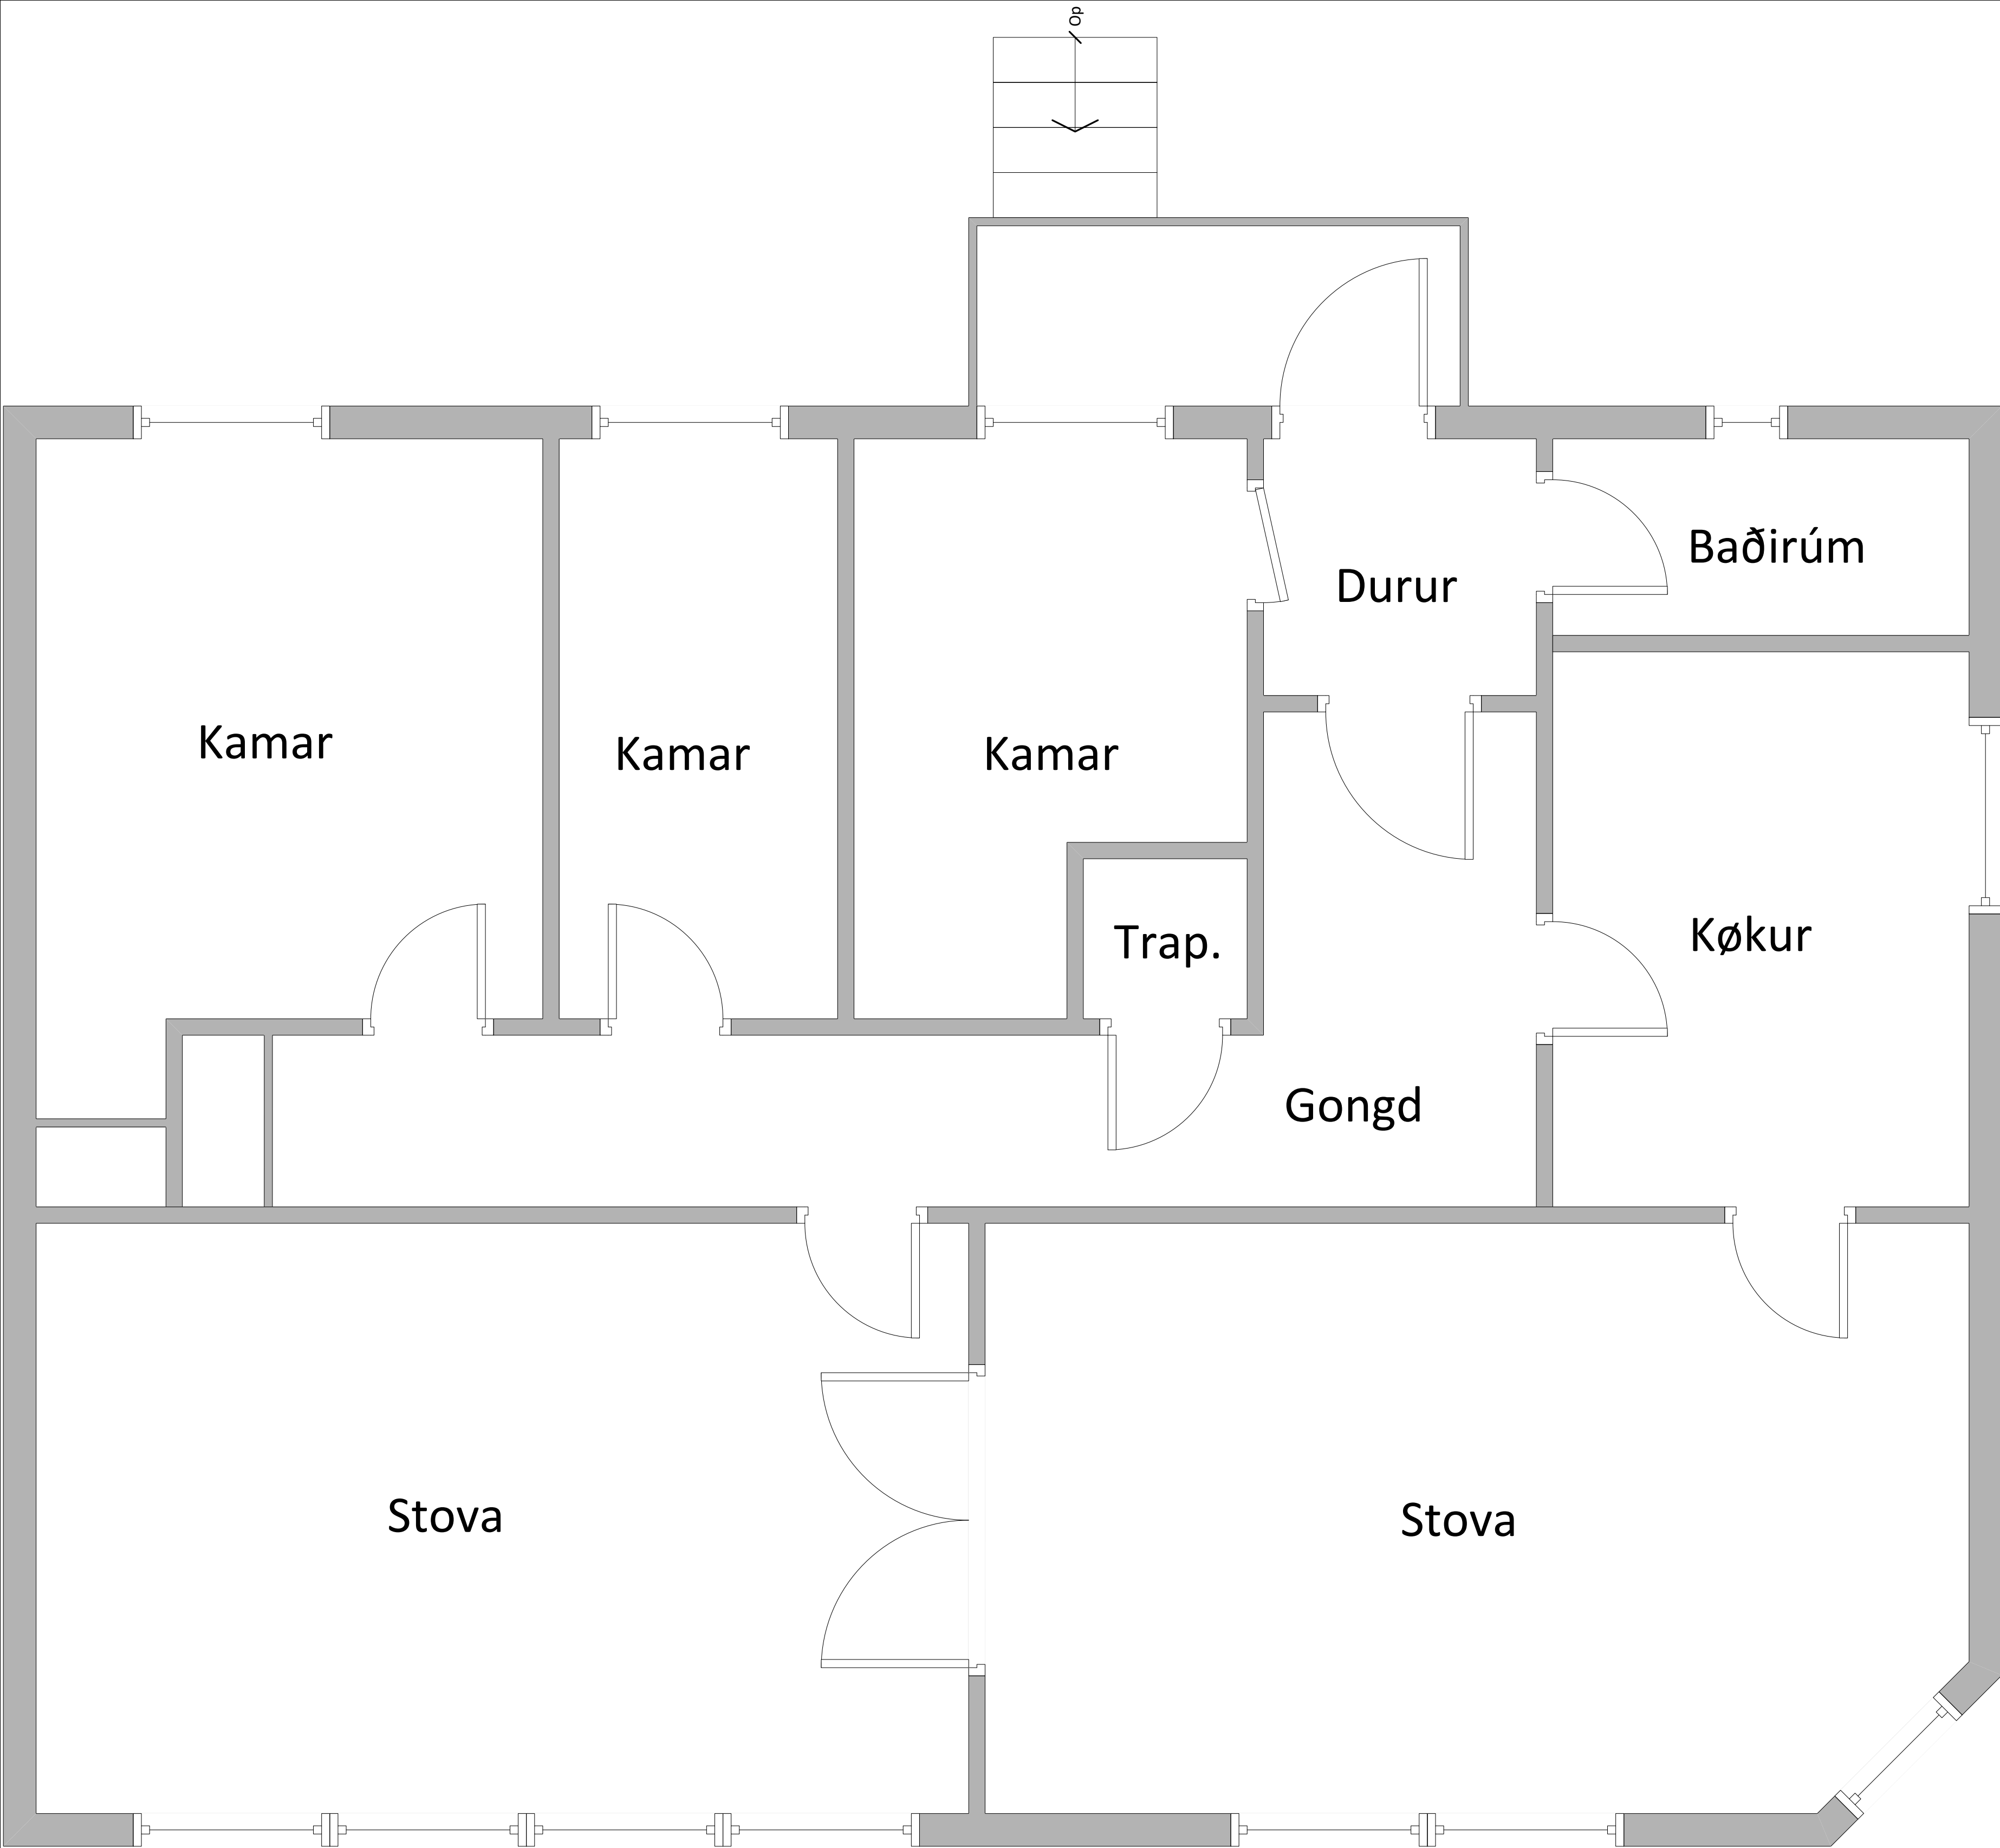 Op
Baðirúm
Durur
Kamar
Kamar
Kamar
Trap.
Køkur
Gongd
Stova
Stova